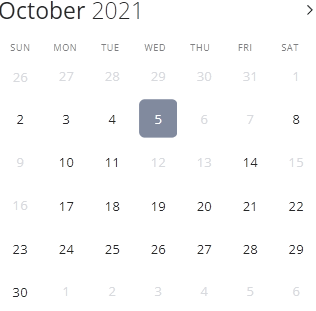 October 2021 >
SUN MON TUE WED THU FRI SAT
26 27 28 29 30 31 1
2 3 4 5 6 7 8
9 10 11 12 13 14 15
16 17 18 19 20 21 22
23 24 25 26 27 28 29
30 1 2 3 4 5 6